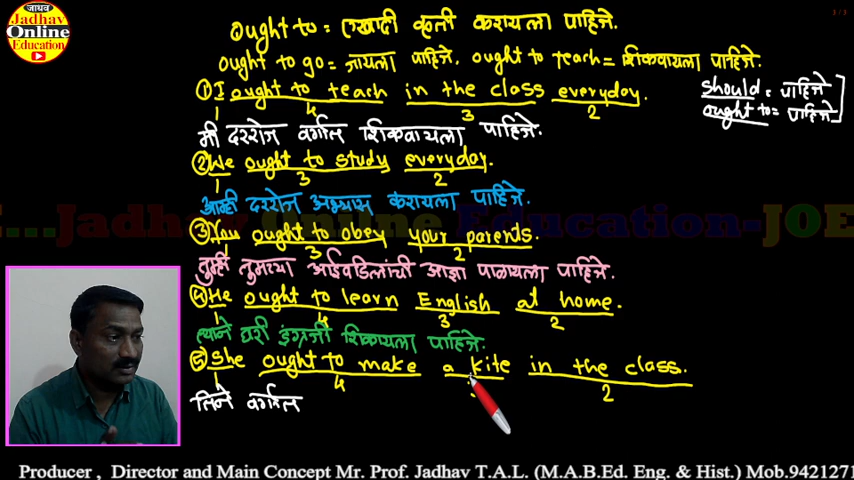 जाधव
Jadhav
Online
Education
Ought to = एखादी कृती करायला पाहिजे.
Ought to go = जायला पाहिजे. ought to teach = शिकवायला पाहिजे.
① I ought to teach in the class everyday.
1 4 3 2
should = पाहिजे
ought to = पाहिजे
मी दररोज वर्गात शिकवायला पाहिजे.
② We ought to study everyday.
1 3 2
आम्ही दररोज अभ्यास करायला पाहिजे.
E...Jadhav Online Education-JOE
③ You ought to obey your parents.
1 3 2
तुम्ही तुमच्या आईवडिलांची आज्ञा पाळायला पाहिजे.
④ He ought to learn English at home.
1 4 3 2
त्याने घरी इंग्रजी शिकायला पाहिजे.
⑤ She ought to make a kite in the class.
1 4 2
तिने वर्गात
Producer , Director and Main Concept Mr. Prof. Jadhav T.A.L. (M.A.B.Ed. Eng. & Hist.) Mob.9421271